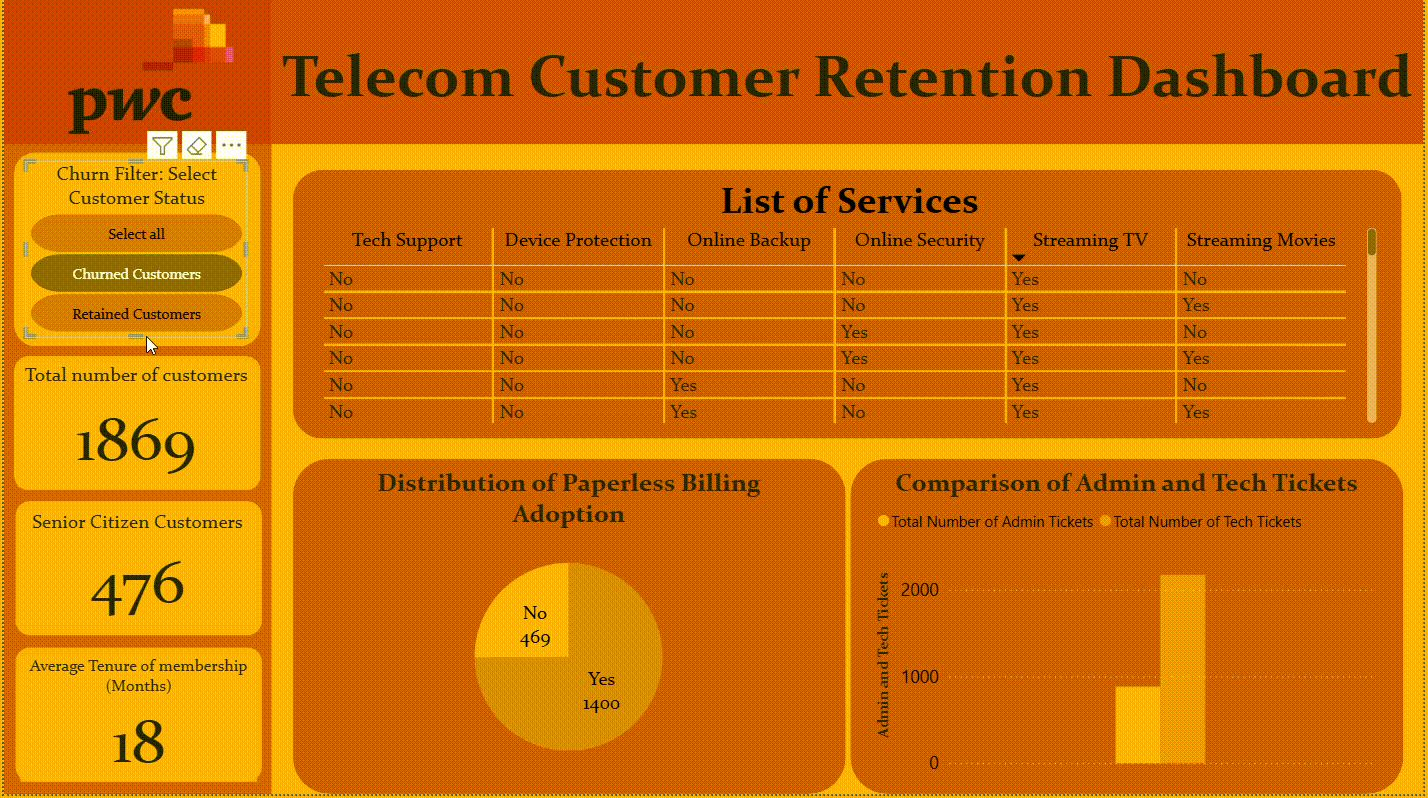 pwc
Telecom Customer Retention Dashboard
Churn Filter: Select
Customer Status
Select all
Churned Customers
Retained Customers
Total number of customers
1869
Senior Citizen Customers
476
Average Tenure of membership
(Months)
18
List of Services
Tech Support Device Protection Online Backup Online Security Streaming TV Streaming Movies
No No No No Yes No
No No No No Yes Yes
No No No Yes Yes No
No No No Yes Yes Yes
No No Yes No Yes No
No No Yes No Yes Yes
Distribution of Paperless Billing
Adoption
No
469
Yes
1400
Comparison of Admin and Tech Tickets
Total Number of Admin Tickets Total Number of Tech Tickets
Admin and Tech Tickets
2000
1000
0